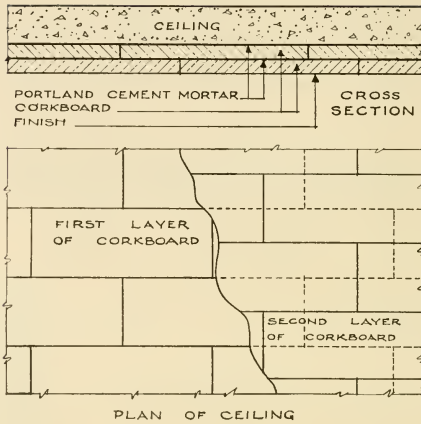 CEILING
PORTLAND CEMENT MORTAR
CORKBOARD
FINISH
CROSS
SECTION
FIRST LAYER
OF CORKBOARD
SECOND LAYER
OF CORKBOARD
PLAN OF CEILING